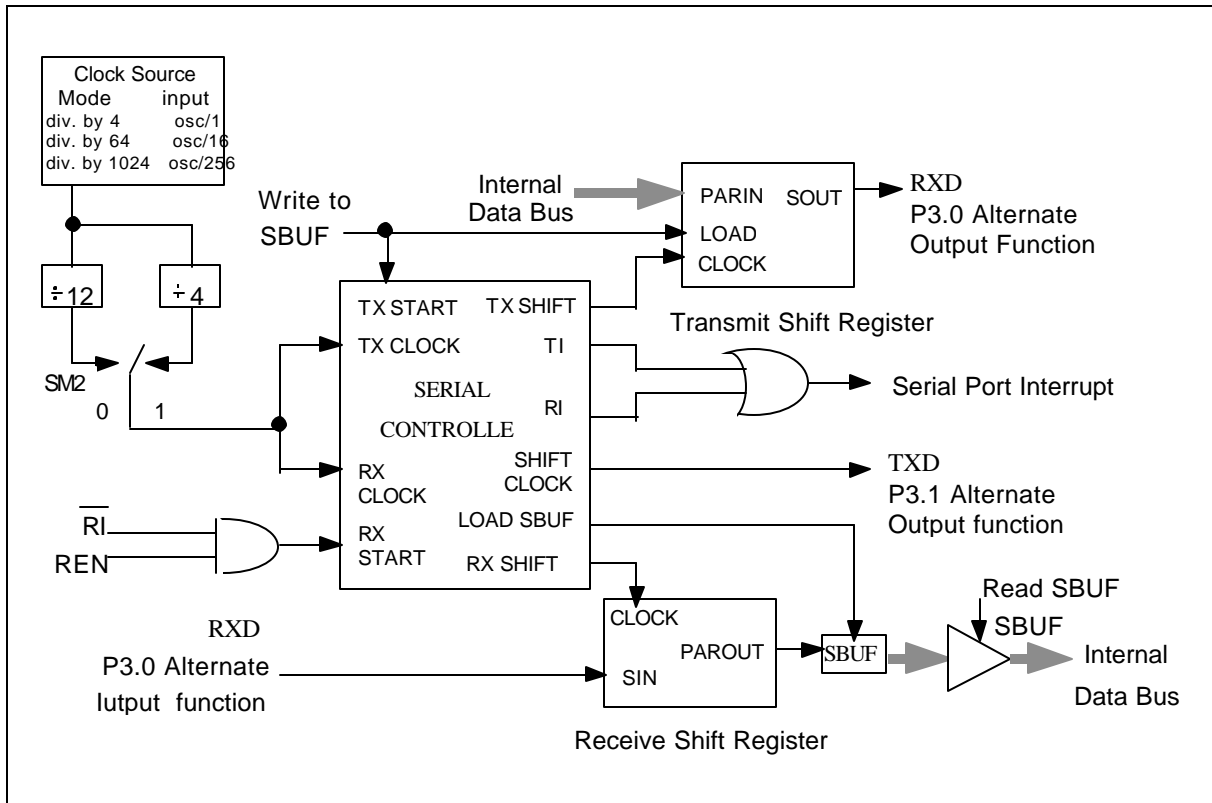 Clock Source
Mode input
div. by 4 osc/1
div. by 64 osc/16
div. by 1024 osc/256
÷12
÷4
SM2
0 1
Write to
SBUF
Internal
Data Bus
PARIN SOUT
LOAD
CLOCK
RXD
P3.0 Alternate
Output Function
Transmit Shift Register
TX START TX SHIFT
TX CLOCK TI
SERIAL
RI
CONTROLLE
RX
CLOCK
SHIFT
CLOCK
LOAD SBUF
RX
START
RX SHIFT
Serial Port Interrupt
TXD
P3.1 Alternate
Output function
RI
REN
RXD
P3.0 Alternate
Iutput function
CLOCK
PAROUT
SIN
Receive Shift Register
SBUF
Read SBUF
SBUF
Internal
Data Bus